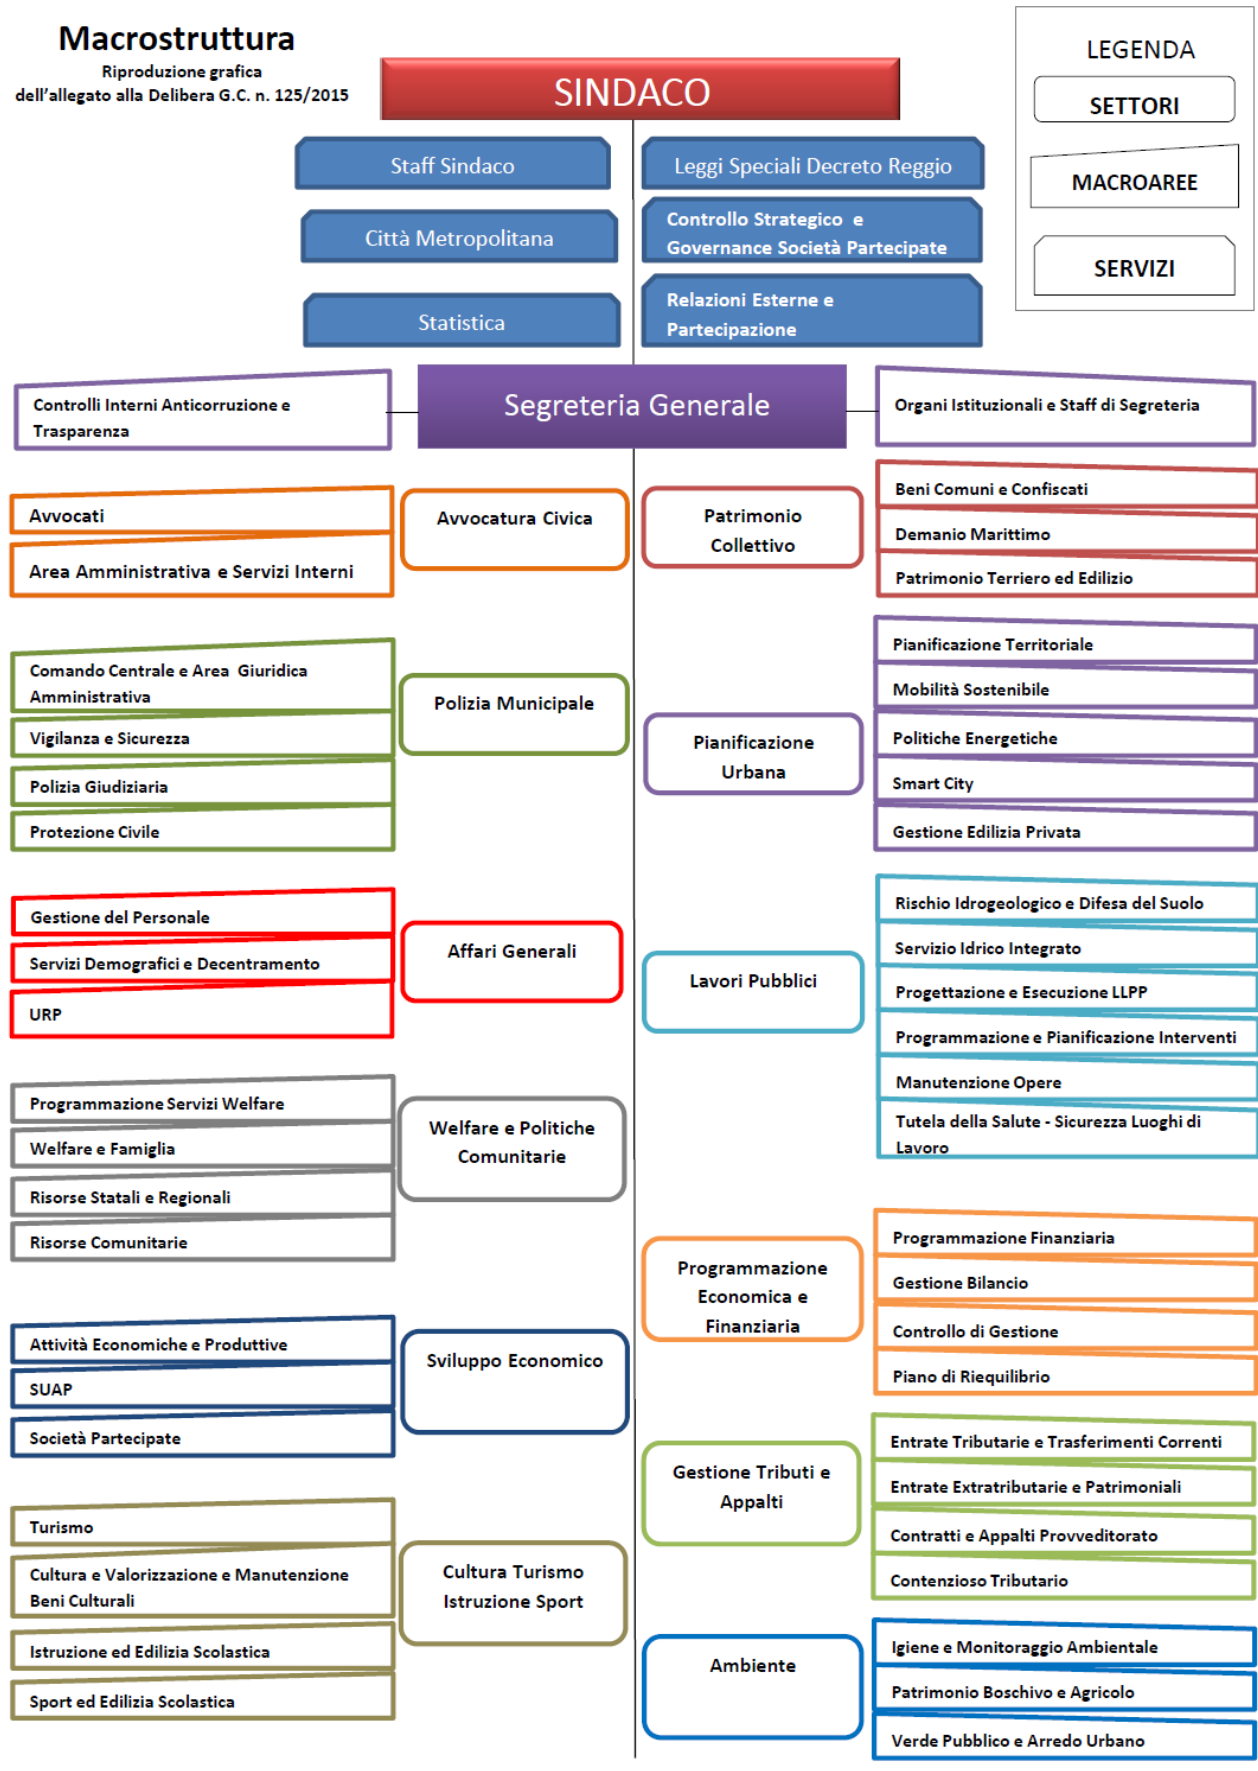 Macrostruttura
Riproduzione grafica
dell'allegato alla Delibera G.C. n. 125/2015
LEGENDA
SETTORI
MACROAREE
SERVIZI
SINDACO
Staff Sindaco
Leggi Speciali Decreto Reggio
Città Metropolitana
Controllo Strategico e
Governance Società Partecipate
Statistica
Relazioni Esterne e
Partecipazione
Controlli Interni Anticorruzione e
Trasparenza
Segreteria Generale
Organi Istituzionali e Staff di Segreteria
Avvocati
Area Amministrativa e Servizi Interni
Avvocatura Civica
Comando Centrale e Area Giuridica
Amministrativa
Vigilanza e Sicurezza
Polizia Giudiziaria
Protezione Civile
Polizia Municipale
Gestione del Personale
Servizi Demografici e Decentramento
URP
Affari Generali
Programmazione Servizi Welfare
Welfare e Famiglia
Risorse Statali e Regionali
Risorse Comunitarie
Welfare e Politiche
Comunitarie
Attività Economiche e Produttive
SUAP
Società Partecipate
Sviluppo Economico
Turismo
Cultura e Valorizzazione e Manutenzione
Beni Culturali
Istruzione ed Edilizia Scolastica
Sport ed Edilizia Scolastica
Cultura Turismo
Istruzione Sport
Patrimonio
Collettivo
Beni Comuni e Confiscati
Demanio Marittimo
Patrimonio Terriero ed Edilizio
Pianificazione
Urbana
Pianificazione Territoriale
Mobilità Sostenibile
Politiche Energetiche
Smart City
Gestione Edilizia Privata
Lavori Pubblici
Rischio Idrogeologico e Difesa del Suolo
Servizio Idrico Integrato
Progettazione e Esecuzione LLPP
Programmazione e Pianificazione Interventi
Manutenzione Opere
Tutela della Salute - Sicurezza Luoghi di
Lavoro
Programmazione
Economica e
Finanziaria
Programmazione Finanziaria
Gestione Bilancio
Controllo di Gestione
Piano di Riequilibrio
Gestione Tributi e
Appalti
Entrate Tributarie e Trasferimenti Correnti
Entrate Extratributarie e Patrimoniali
Contratti e Appalti Provveditorato
Contenzioso Tributario
Ambiente
Igiene e Monitoraggio Ambientale
Patrimonio Boschivo e Agricolo
Verde Pubblico e Arredo Urbano